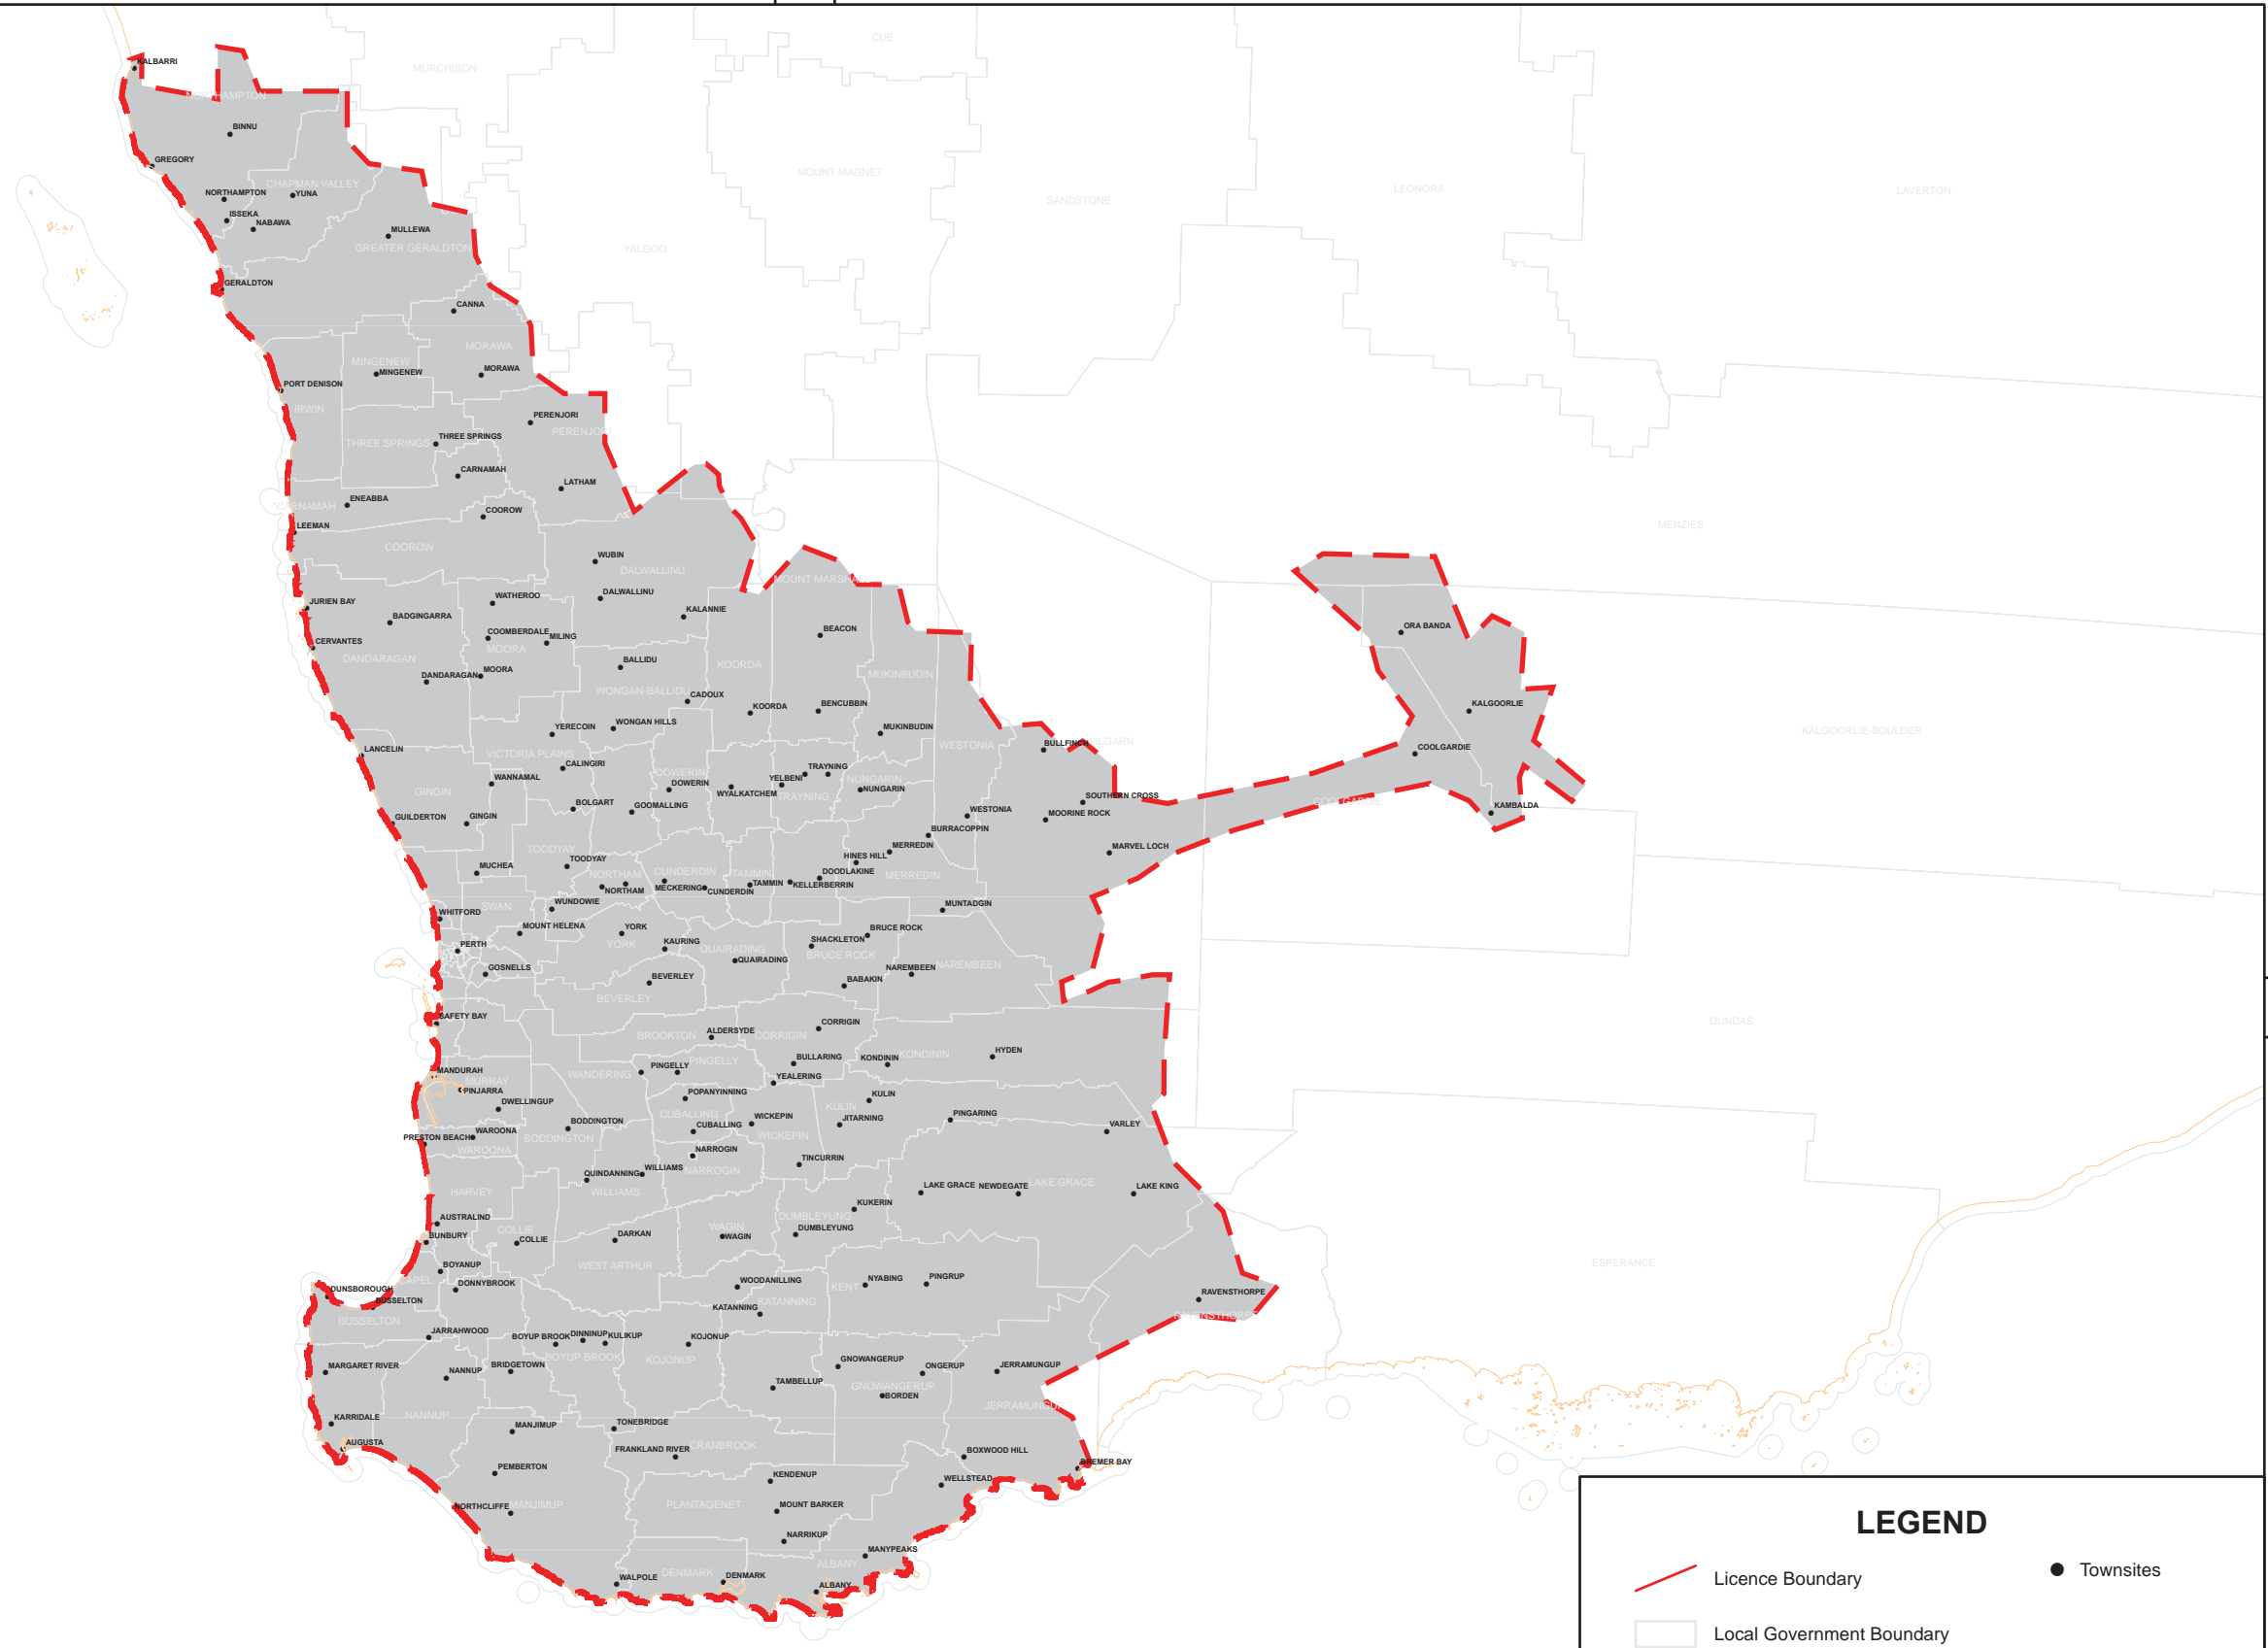 CUE
KALBARRI
MURCHISON
NORTHAMPTON
BINNU
GREGORY
MOUNT MAGNET
CHAPMAN VALLEY
NORTHAMPTON
YUNA
LEONORA
LAVERTON
SANDSTONE
ISSEKA
NABAWA
MULLEWA
GREATER GERALDTON
YALGOO
GERALDTON
CANNA
MORAWA
MINGENEW
MINGENEW
MORAWA
PORT DENISON
IRWIN
PERENJORI
PERENJORI
THREE SPRINGS
THREE SPRINGS
CARNAMAH
LATHAM
ENEABBA
CARNAMAH
COOROW
LEEMAN
MENZIES
COOROW
WUBIN
DALWALLINU
MOUNT MARSHALL
DALWALLINU
WATHEROO
JURIEN BAY
KALANNIE
BADGINGARRA
ORA BANDA
BEACON
COOMBERDALE
MILING
CERVANTES
MOORA
DANDARAGAN
BALLIDU
KOORDA
MOORA
DANDARAGAN
MUKINBUDIN
WONGAN-BALLIDU
CADOUX
KALGOORLIE
BENCUBBIN
KOORDA
WONGAN HILLS
YERECOIN
MUKINBUDIN
KALGOORLIE-BOULDER
YILGARN
WESTONIA
BULLFINCH
LANCELIN
COOLGARDIE
VICTORIA PLAINS
CALINGIRI
TRAYNING
DOWERIN
WANNAMAL
YELBENI
NUNGARIN
DOWERIN
GINGIN
WYALKATCHEM
NUNGARIN
TRAYNING
SOUTHERN CROSS
COOLGARDIE
BOLGART
GOOMALLING
KAMBALDA
WESTONIA
MOORINE ROCK
GUILDERTON
GINGIN
BURRACOPPIN
TOODYAY
MERREDIN
MARVEL LOCH
HINES HILL
TOODYAY
MUCHEA
CUNDERDIN
TAMMIN
DOODLAKINE
NORTHAM
MERREDIN
TAMMIN
KELLERBERRIN
MECKERING
NORTHAM
CUNDERDIN
SWAN
WUNDOWIE
MUNTADGIN
WHITFORD
MOUNT HELENA
YORK
BRUCE ROCK
SHACKLETON
PERTH
YORK
KAURING
QUAIRADING
BRUCE ROCK
QUAIRADING
NAREMBEEN
NAREMBEEN
GOSNELLS
BEVERLEY
BABAKIN
BEVERLEY
SAFETY BAY
CORRIGIN
DUNDAS
ALDERSYDE
BROOKTON
CORRIGIN
HYDEN
BULLARING
KONDININ
KONDININ
PINGELLY
PINGELLY
MANDURAH
WANDERING
YEALERING
MURRAY
PINJARRA
POPANYINNING
KULIN
DWELLINGUP
KULIN
CUBALLING
WICKEPIN
JITARNING
PINGARING
BODDINGTON
CUBALLING
VARLEY
WAROONA
PRESTON BEACH
BODDINGTON
WICKEPIN
WAROONA
NARROGIN
TINCURRIN
WILLIAMS
NARROGIN
QUINDANNING
LAKE GRACE
NEWDEGATE
LAKE GRACE
LAKE KING
HARVEY
WILLIAMS
KUKERIN
AUSTRALIND
DUMBLEYUNG
COLLIE
WAGIN
DUMBLEYUNG
BUNBURY
COLLIE
DARKAN
WAGIN
ESPERANCE
WEST ARTHUR
BOYANUP
CAPEL
DONNYBROOK
WOODANILLING
KENT
NYABING
PINGRUP
DUNSBOROUGH
BUSSELTON
KATANNING
RAVENSTHORPE
KATANNING
RAVENSTHORPE
BUSSELTON
JARRAHWOOD
BOYUP BROOK
DINNINUP
KULIKUP
KOJONUP
BOYUP BROOK
KOJONUP
MARGARET RIVER
NANNUP
BRIDGETOWN
GNOWANGERUP
ONGERUP
JERRAMUNGUP
TAMBELLUP
GNOWANGERUP
BORDEN
JERRAMUNGUP
KARRIDALE
NANNUP
MANJIMUP
TONEBRIDGE
AUGUSTA
FRANKLAND RIVER
CRANBROOK
BOXWOOD HILL
BREMER BAY
PEMBERTON
KENDENUP
WELLSTEAD
NORTHCLIFFE
MANJIMUP
PLANTAGENET
MOUNT BARKER
NARRIKUP
MANYPEAKS
ALBANY
DENMARK
DENMARK
WALPOLE
ALBANY
LEGEND
Licence Boundary
Townsites
Local Government Boundary